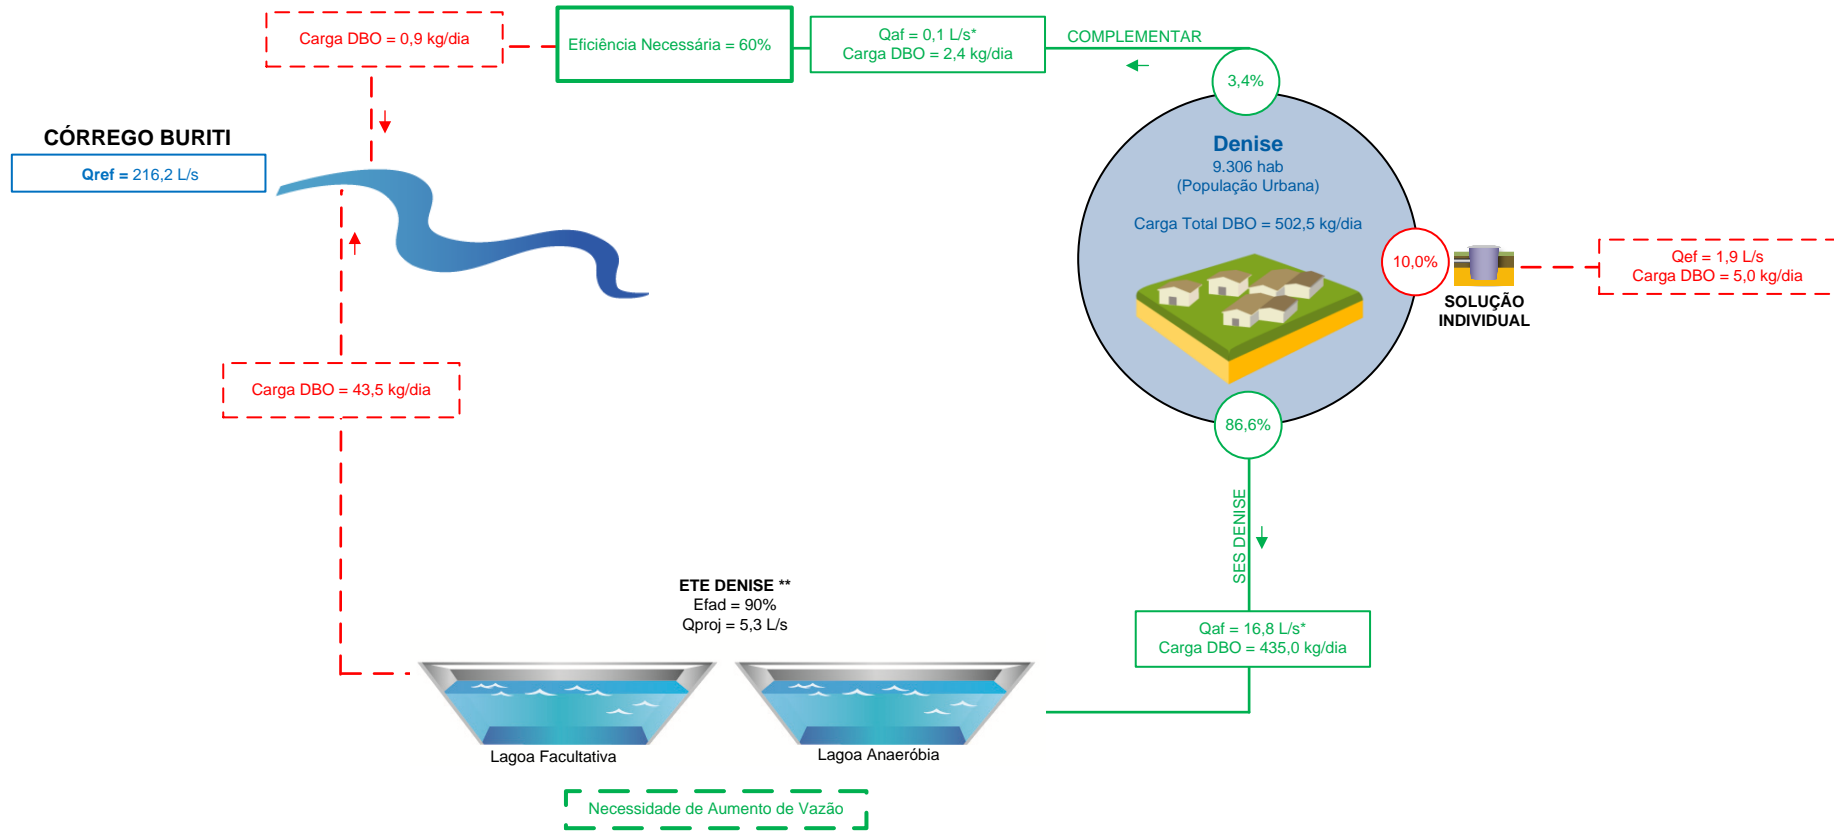 Carga DBO = 0,9 kg/dia
Eficiência Necessária = 60%
Qaf = 0,1 L/s*
Carga DBO = 2,4 kg/dia
COMPLEMENTAR
3,4%
CÓRREGO BURITI
Qref = 216,2 L/s
Denise
9.306 hab
(População Urbana)
Carga Total DBO = 502,5 kg/dia
10,0%
SOLUÇÃO
INDIVIDUAL
Qef = 1,9 L/s
Carga DBO = 5,0 kg/dia
Carga DBO = 43,5 kg/dia
86,6%
SES DENISE
ETE DENISE **
Efad = 90%
Qproj = 5,3 L/s
Qaf = 16,8 L/s*
Carga DBO = 435,0 kg/dia
Lagoa Facultativa
Lagoa Anaeróbia
Necessidade de Aumento de Vazão